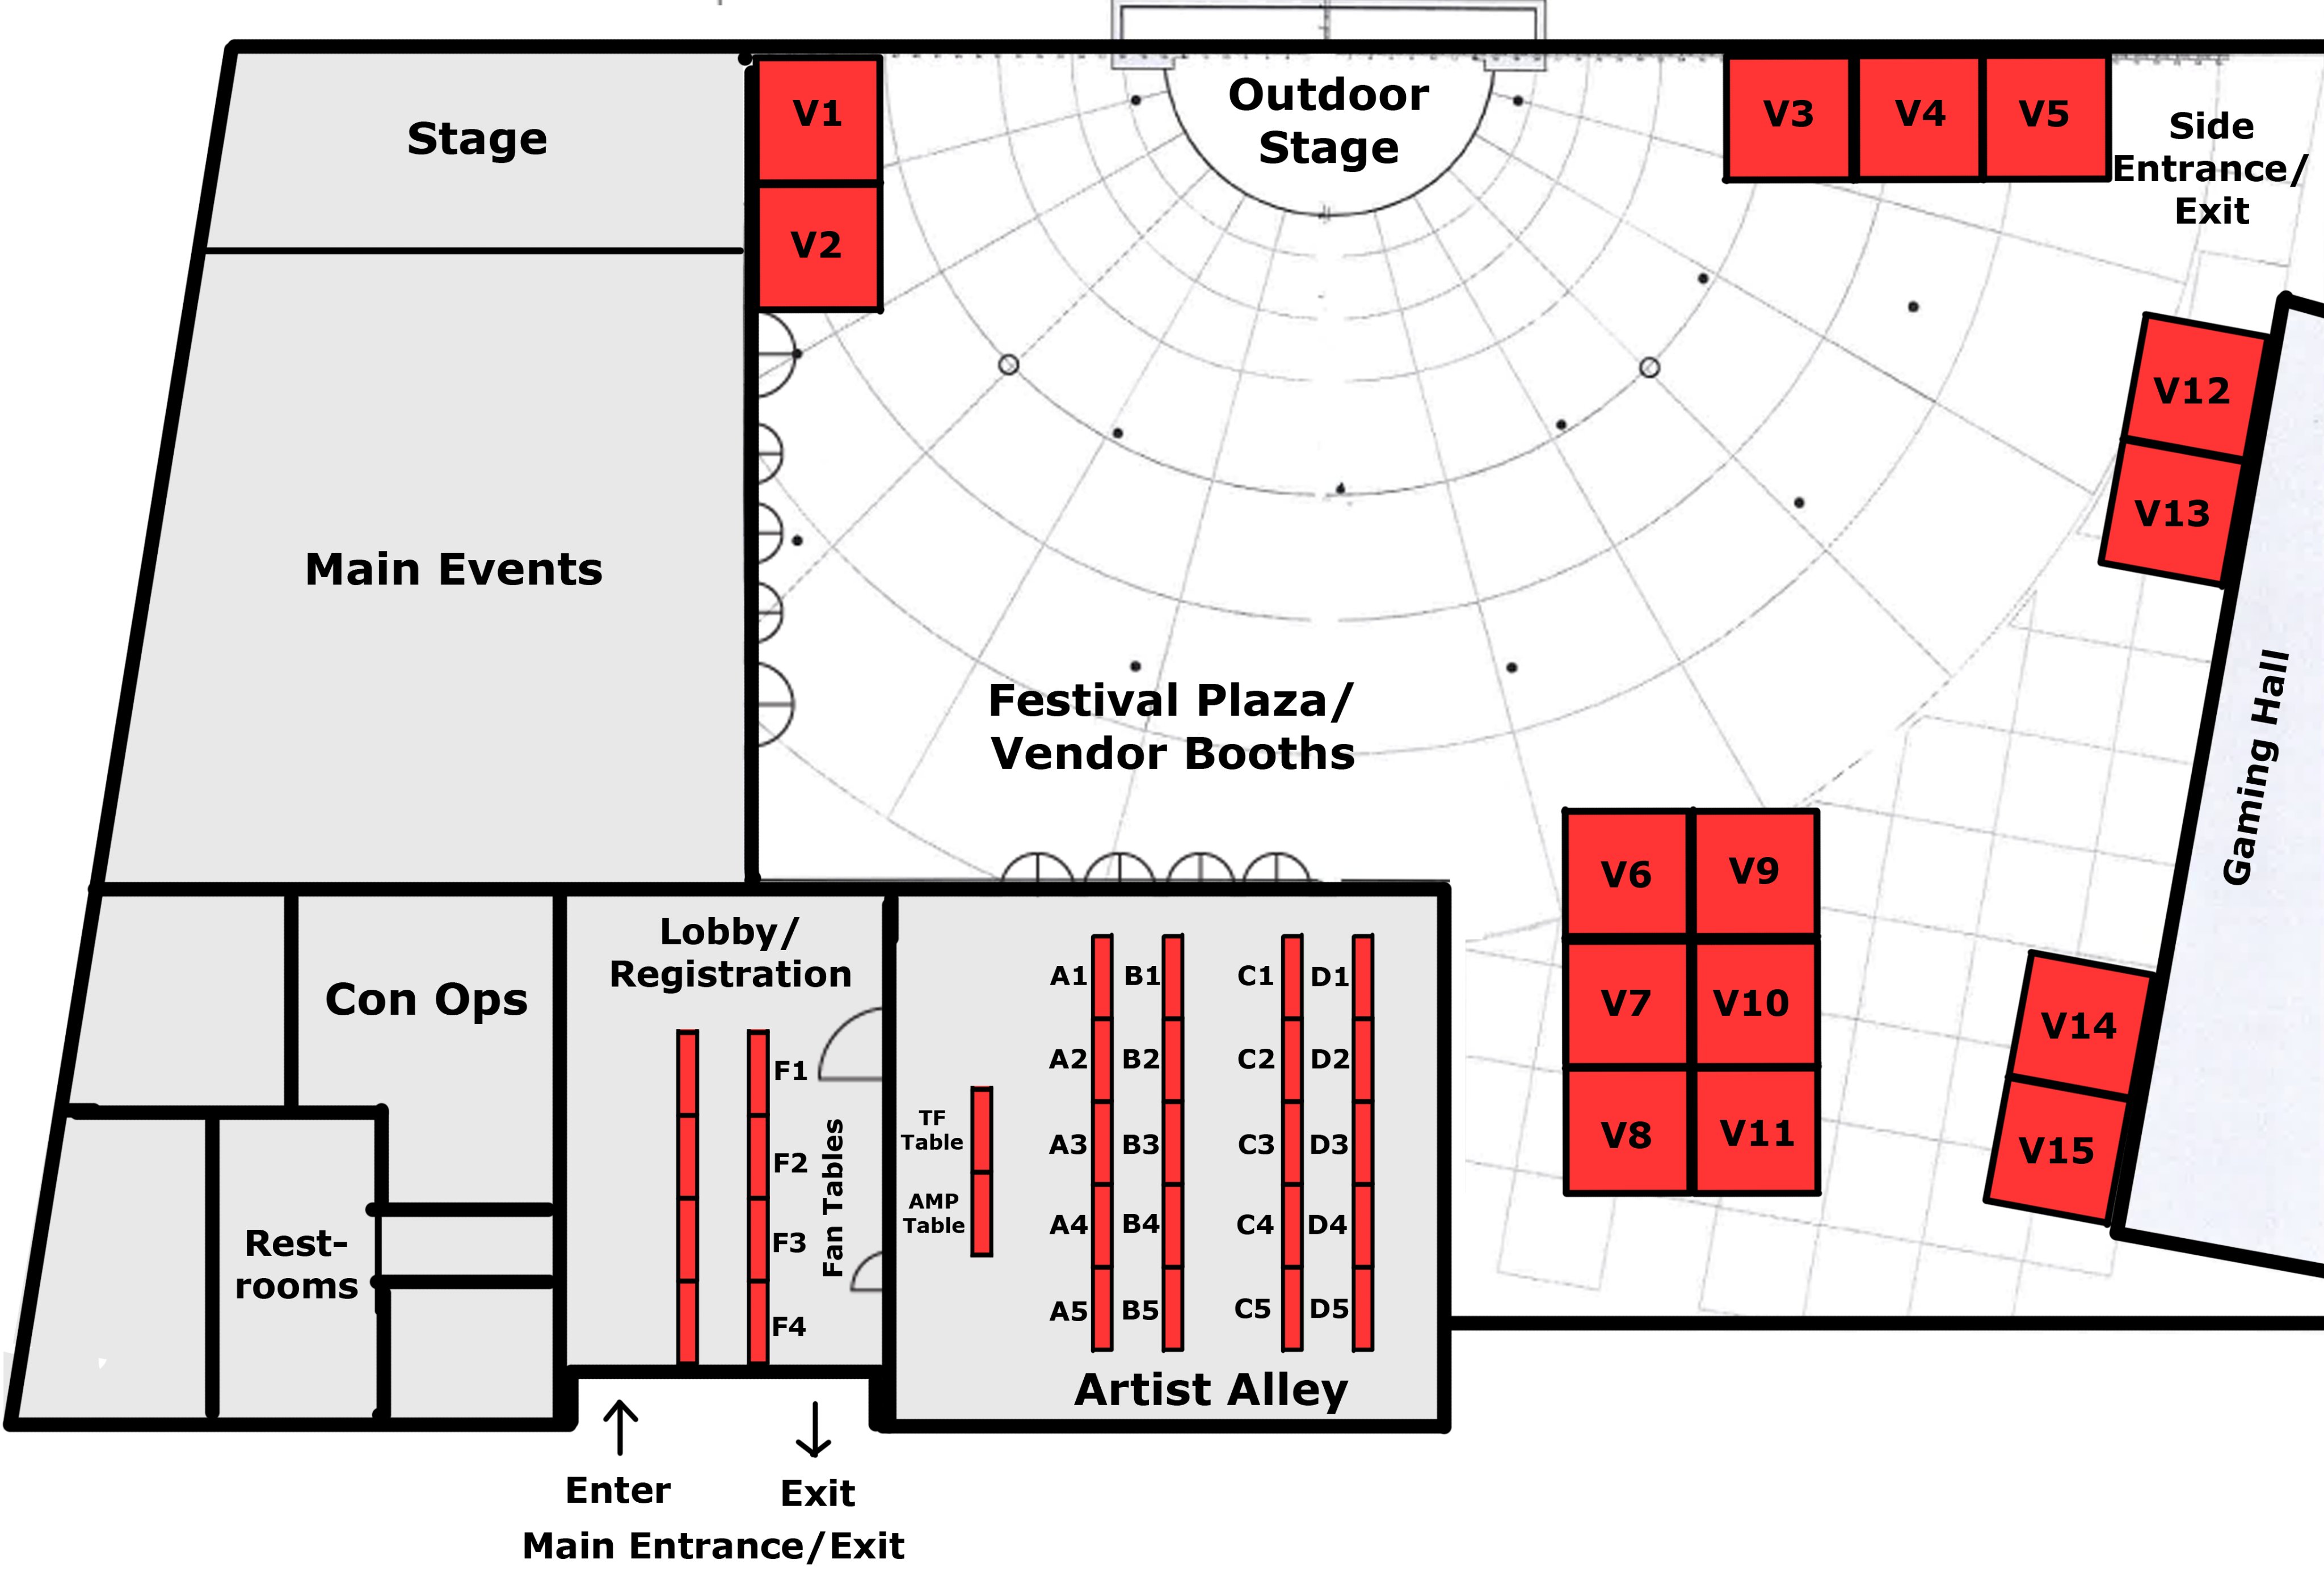 Stage
V1
V2
Outdoor
Stage
V3
V4
V5
Side
Entrance/
Exit
V12
V13
Main Events
Festival Plaza/
Vendor Booths
Gaming Hall
V6
V9
V7
V10
V8
V11
V14
V15
Con Ops
Rest-
rooms
Lobby/
Registration
F1
F2
F3
F4
Fan Tables
TF
Table
AMP
Table
A1
B1
C1
D1
A2
B2
C2
D2
A3
B3
C3
D3
A4
B4
C4
D4
A5
B5
C5
D5
Artist Alley
Enter
Exit
Main Entrance/Exit